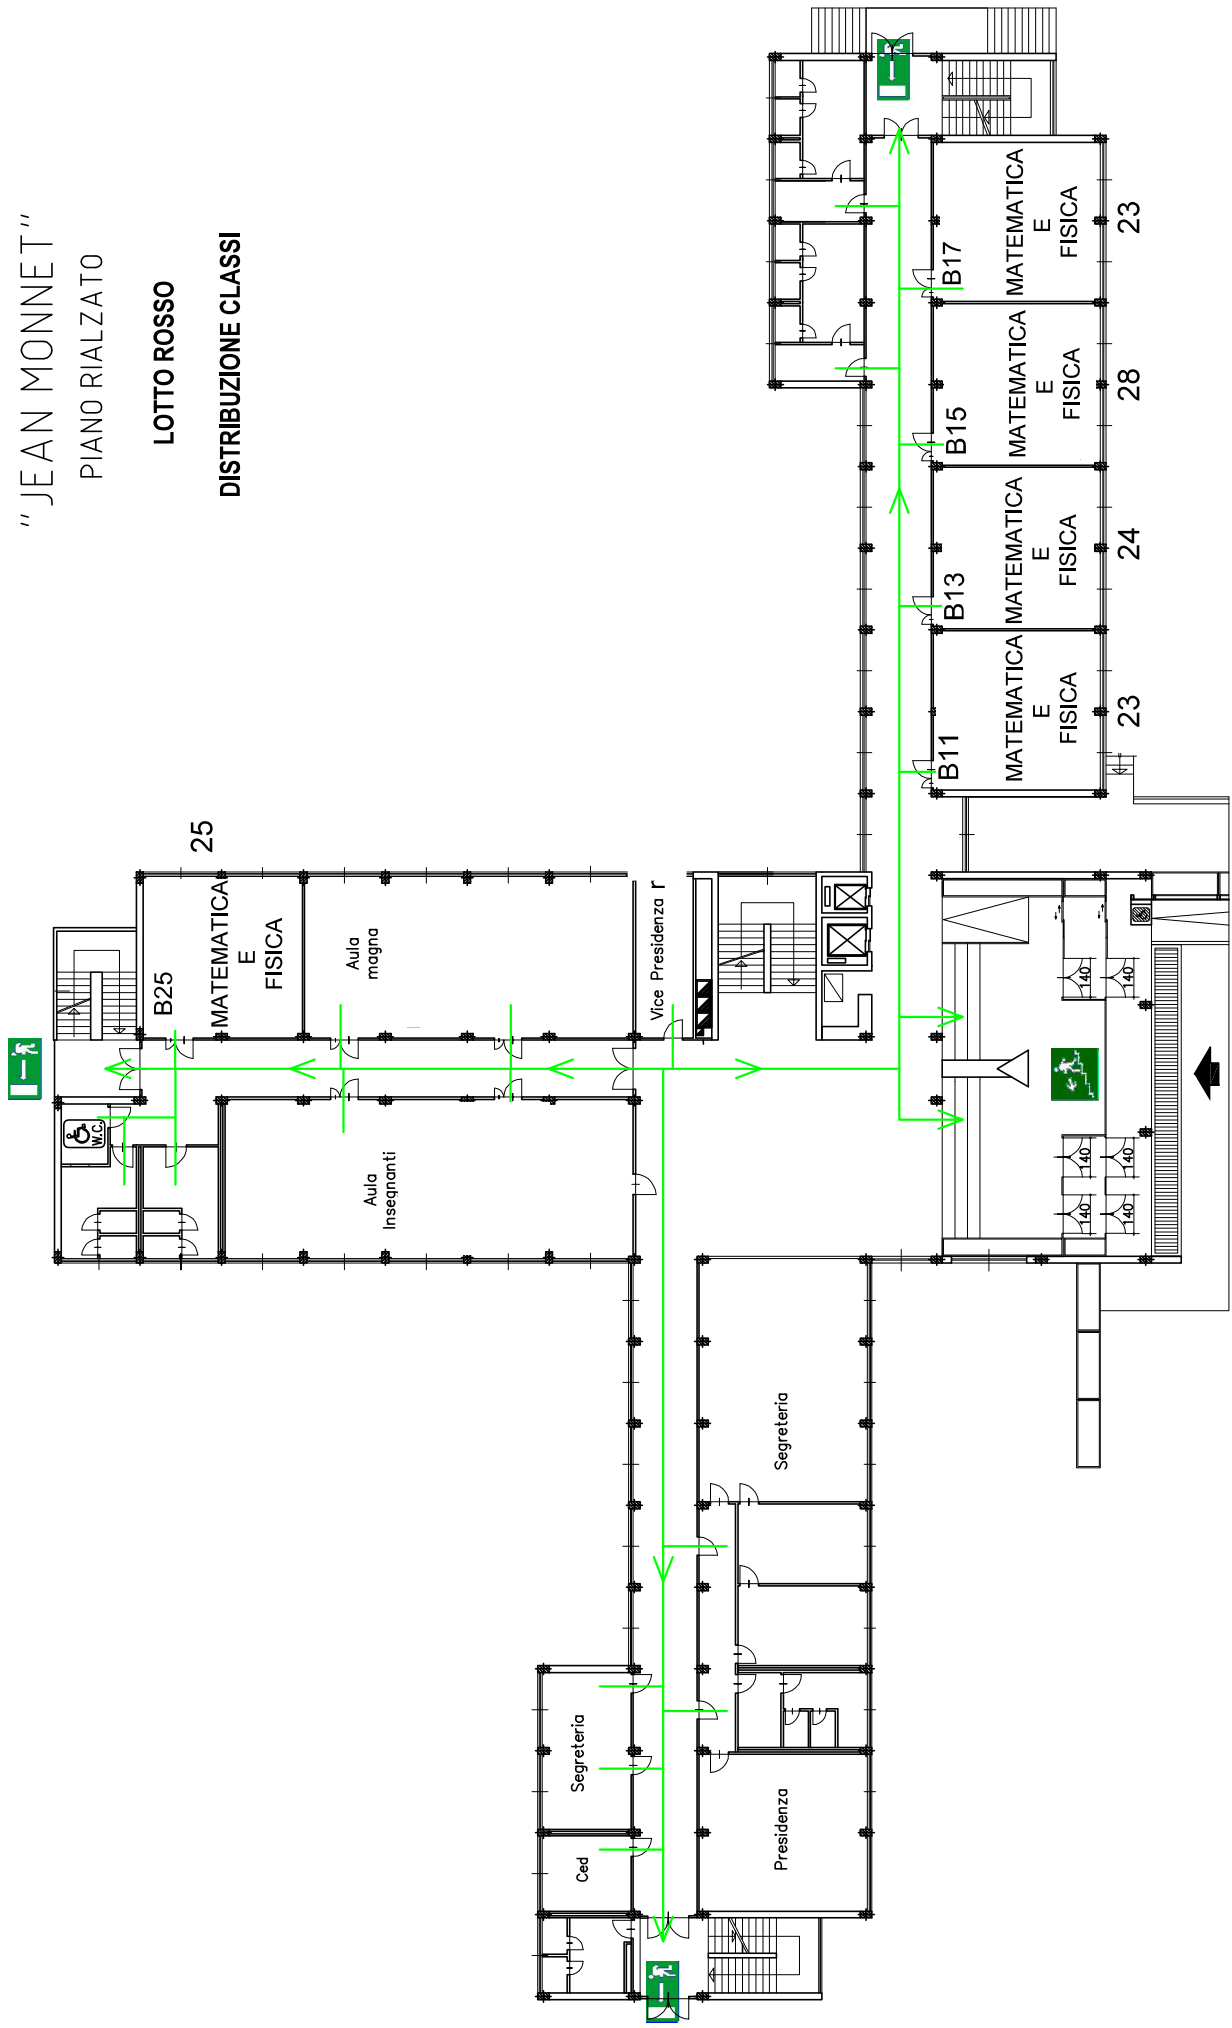 " JEAN MONNET"
PIANO RIALZATO
LOTTO ROSSO
DISTRIBUZIONE CLASSI
25
B25
MATEMATICA
E
FISICA
Aula
magna
Vice Presidenza r
W.C.
Aula
Insegnanti
B17
MATEMATICA
E
FISICA
23
B15
MATEMATICA
E
FISICA
28
B13
MATEMATICA
E
FISICA
24
B11
MATEMATICA
E
FISICA
23
140
140
140
140
140
140
Segreteria
Segreteria
Ced
Presidenza